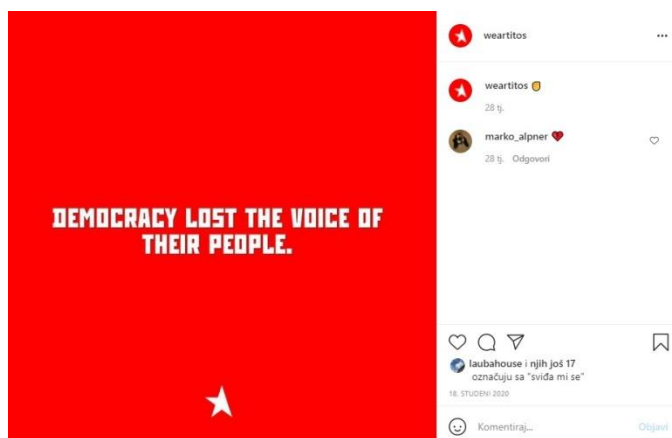 DEMOCRACY LOST THE VOICE OF
THEIR PEOPLE.
weartitos
weartitos
28 tj.
marko_alpner
28 tj. Odgovori
laubahouse i njih još 17
označuju sa "sviđa mi se"
18. STUDENI 2020
Komentiraj...
Objavi